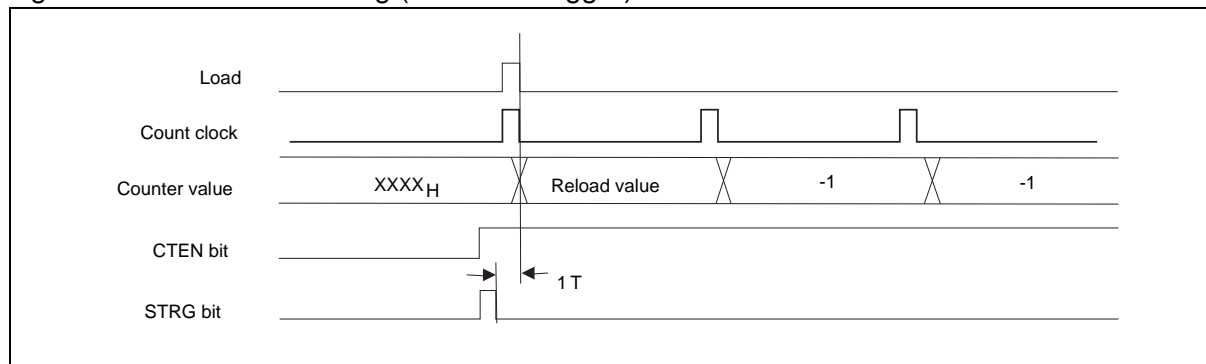 Load
Count clock
Counter value
XXXXH
Reload value
-1
-1
CTEN bit
1 T
STRG bit